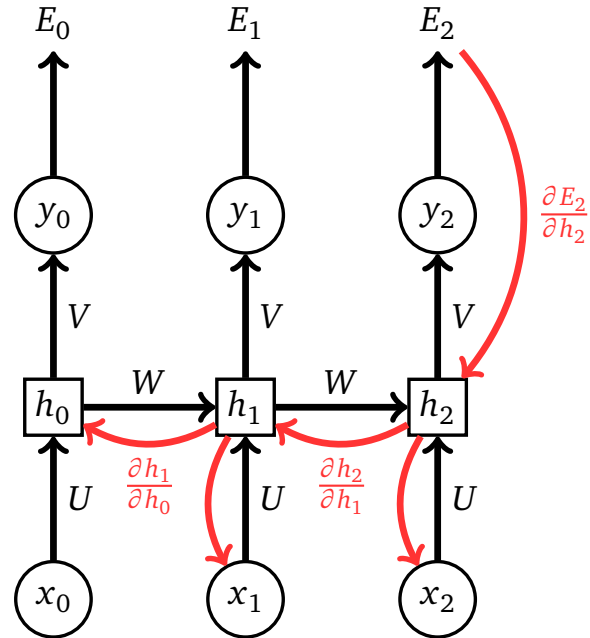 E₀ E₁ E₂
y₀ y₁ y₂
∂E₂/∂h₂
V V V
W W
h₀ h₁ h₂
∂h₁/∂h₀ ∂h₂/∂h₁
U U U
x₀ x₁ x₂